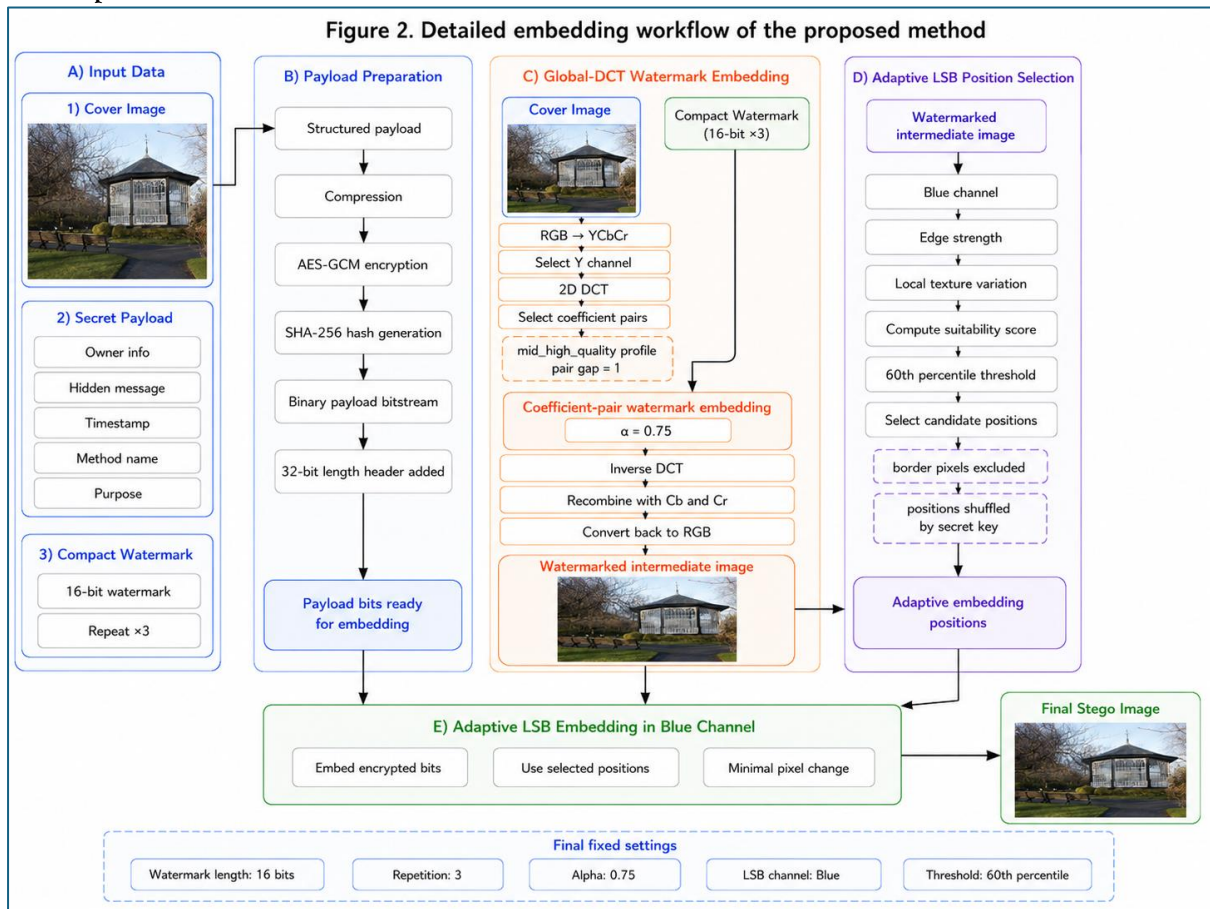 Figure 2. Detailed embedding workflow of the proposed method
A) Input Data
1) Cover Image
2) Secret Payload
Owner info
Hidden message
Timestamp
Method name
Purpose
3) Compact Watermark
16-bit watermark
Repeat ×3
B) Payload Preparation
Structured payload
Compression
AES-GCM encryption
SHA-256 hash generation
Binary payload bitstream
32-bit length header added
Payload bits ready
for embedding
C) Global-DCT Watermark Embedding
Cover Image
Compact Watermark
(16-bit ×3)
RGB → YCbCr
Select Y channel
2D DCT
Select coefficient pairs
mid_high_quality profile
pair gap = 1
Coefficient-pair watermark embedding
α = 0.75
Inverse DCT
Recombine with Cb and Cr
Convert back to RGB
Watermarked intermediate image
D) Adaptive LSB Position Selection
Watermarked
intermediate image
Blue channel
Edge strength
Local texture variation
Compute suitability score
60th percentile threshold
Select candidate positions
border pixels excluded
positions shuffled
by secret key
Adaptive embedding
positions
E) Adaptive LSB Embedding in Blue Channel
Embed encrypted bits
Use selected positions
Minimal pixel change
Final Stego Image
Final fixed settings
Watermark length: 16 bits
Repetition: 3
Alpha: 0.75
LSB channel: Blue
Threshold: 60th percentile